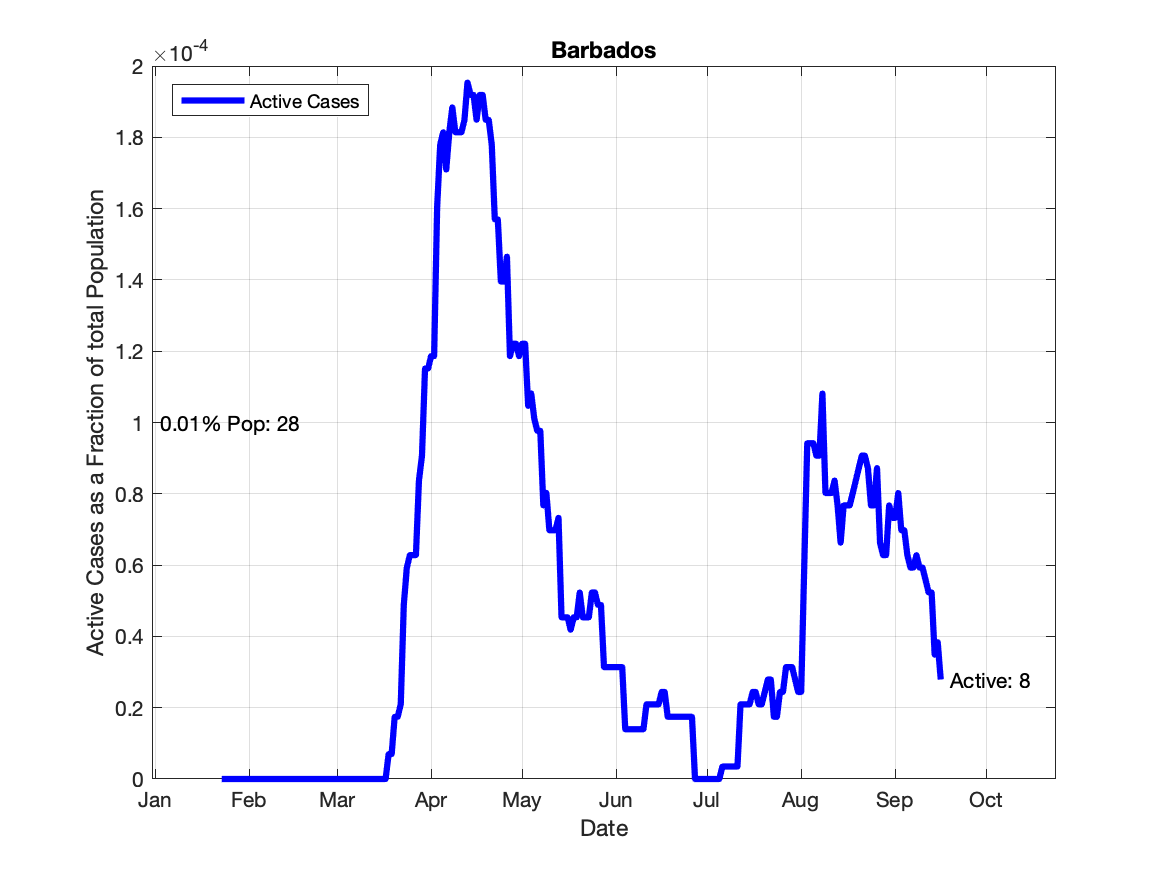 Barbados
×10-4
Active Cases
2
1.8
1.6
1.4
1.2
1
0.8
0.6
0.4
0.2
0
Active Cases as a Fraction of total Population
0.01% Pop: 28
Active: 8
Jan Feb Mar Apr May Jun Jul Aug Sep Oct
Date